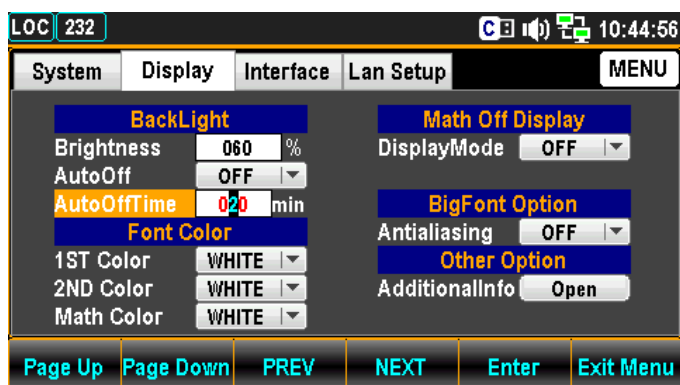 LOC 232 C 10:44:56
System Display Interface Lan Setup MENU
BackLight
Brightness 060 %
AutoOff OFF
AutoOffTime 020 min
Font Color
1ST Color WHITE
2ND Color WHITE
Math Color WHITE
Math Off Display
DisplayMode OFF
BigFont Option
Antialiasing OFF
Other Option
AdditionalInfo Open
Page Up Page Down PREV NEXT Enter Exit Menu